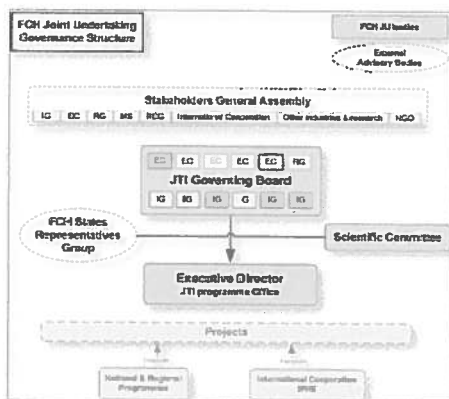 FCH Joint Undertaking
Governance Structure
FCH JU bodies
External
Advisory Bodies
Stakeholders General Assembly
IG EC RG MS REG International Cooperation Other industries & research NGO
EC EC EC EC EC RG
JTI Governing Board
IG IG IG IG IG
FCH States
Representatives
Group
Scientific Committee
Executive Director
JTI programme Office
Projects
National & Regional
Programmes
International Cooperation